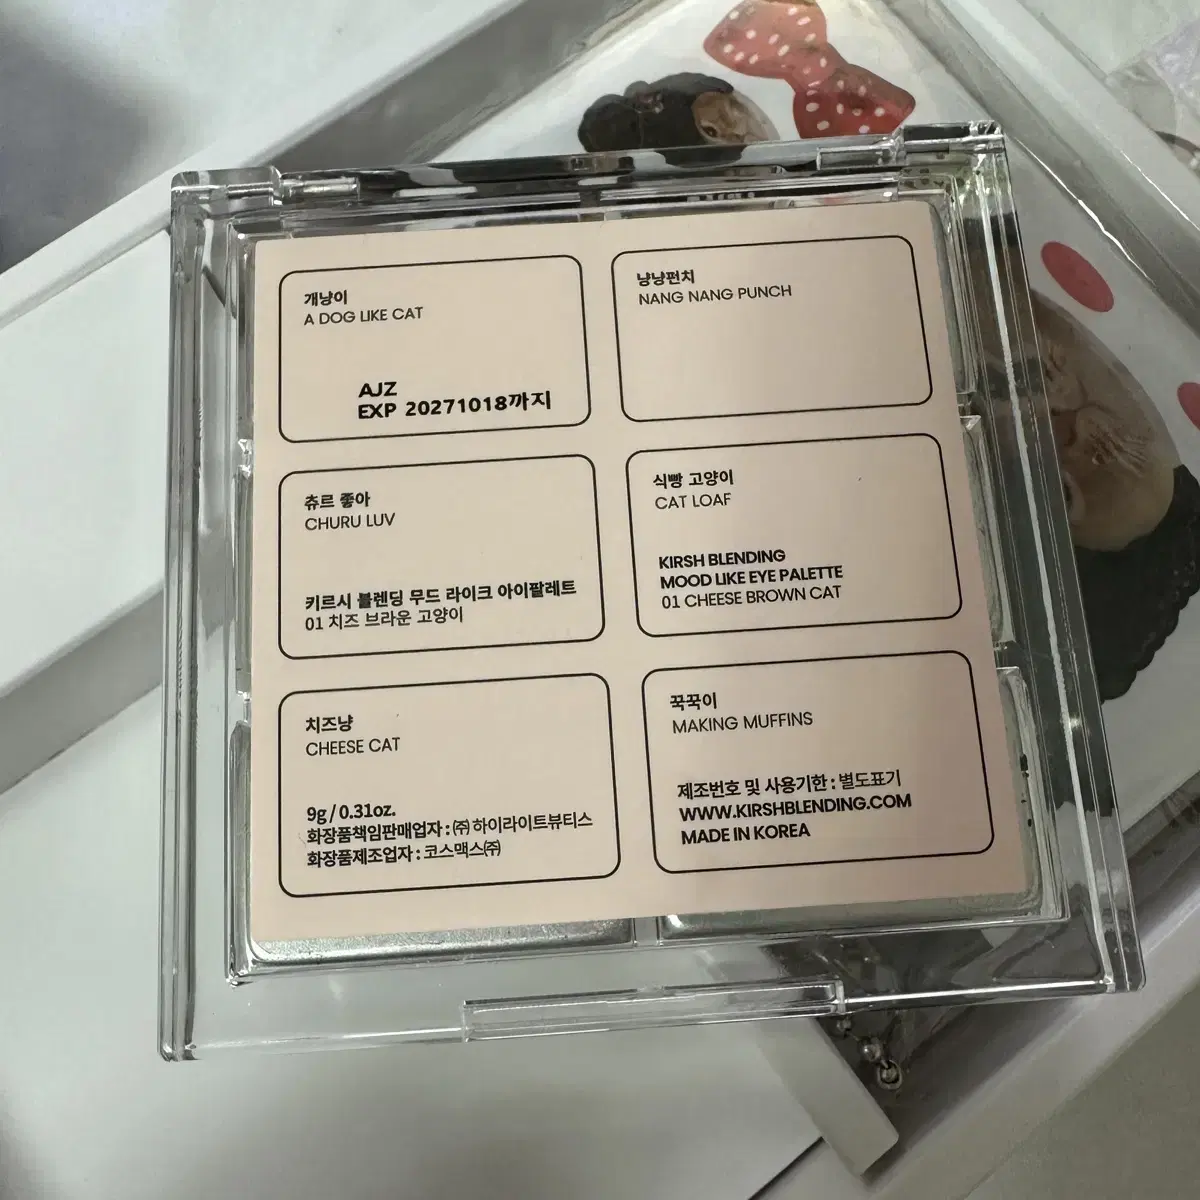 개냥이
A DOG LIKE CAT
AJZ
EXP 20271018까지
냥냥펀치
NANG NANG PUNCH
츄르 좋아
CHURU LUV
키르시 블렌딩 무드 라이크 아이팔레트
01 치즈 브라운 고양이
식빵 고양이
CAT LOAF
KIRSH BLENDING
MOOD LIKE EYE PALETTE
01 CHEESE BROWN CAT
치즈냥
CHEESE CAT
9g / 0.31oz.
화장품책임판매업자 : ㈜하이라이트뷰티스
화장품제조업자 : 코스맥스㈜
꾹꾹이
MAKING MUFFINS
제조번호 및 사용기한 : 별도표기
WWW.KIRSHBLENDING.COM
MADE IN KOREA